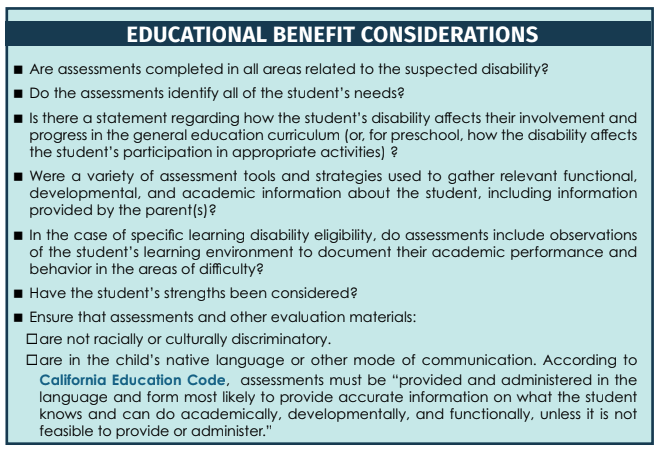 EDUCATIONAL BENEFIT CONSIDERATIONS
■ Are assessments completed in all areas related to the suspected disability?
■ Do the assessments identify all of the student's needs?
■ Is there a statement regarding how the student's disability affects their involvement and
progress in the general education curriculum (or, for preschool, how the disability affects
the student's participation in appropriate activities) ?
■ Were a variety of assessment tools and strategies used to gather relevant functional,
developmental, and academic information about the student, including information
provided by the parent(s)?
■ In the case of specific learning disability eligibility, do assessments include observations
of the student's learning environment to document their academic performance and
behavior in the areas of difficulty?
■ Have the student's strengths been considered?
■ Ensure that assessments and other evaluation materials:
☐ are not racially or culturally discriminatory.
☐ are in the child's native language or other mode of communication. According to
California Education Code, assessments must be "provided and administered in the
language and form most likely to provide accurate information on what the student
knows and can do academically, developmentally, and functionally, unless it is not
feasible to provide or administer."